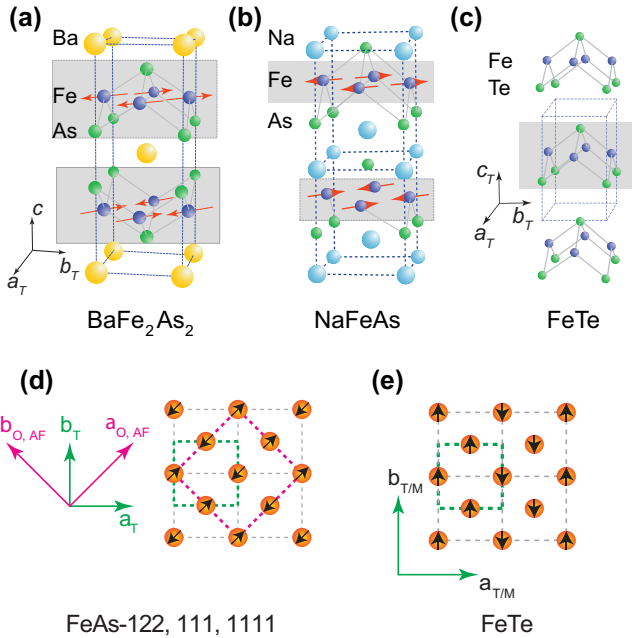 (a)
Ba
Fe
As
c
b_T
a_T
BaFe₂As₂
(b)
Na
Fe
As
NaFeAs
(c)
Fe
Te
c_T
b_T
a_T
FeTe
(d)
b_O, AF
b_T
a_O, AF
a_T
FeAs-122, 111, 1111
(e)
b_T/M
a_T/M
FeTe